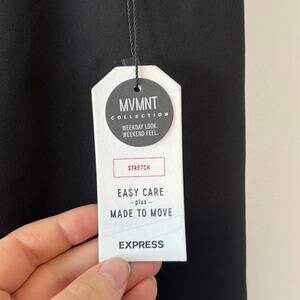 MVMNT
COLLECTION
WEEKDAY LOOK.
WEEKEND FEEL.
STRETCH
EASY CARE
—plus—
MADE TO MOVE
EXPRESS